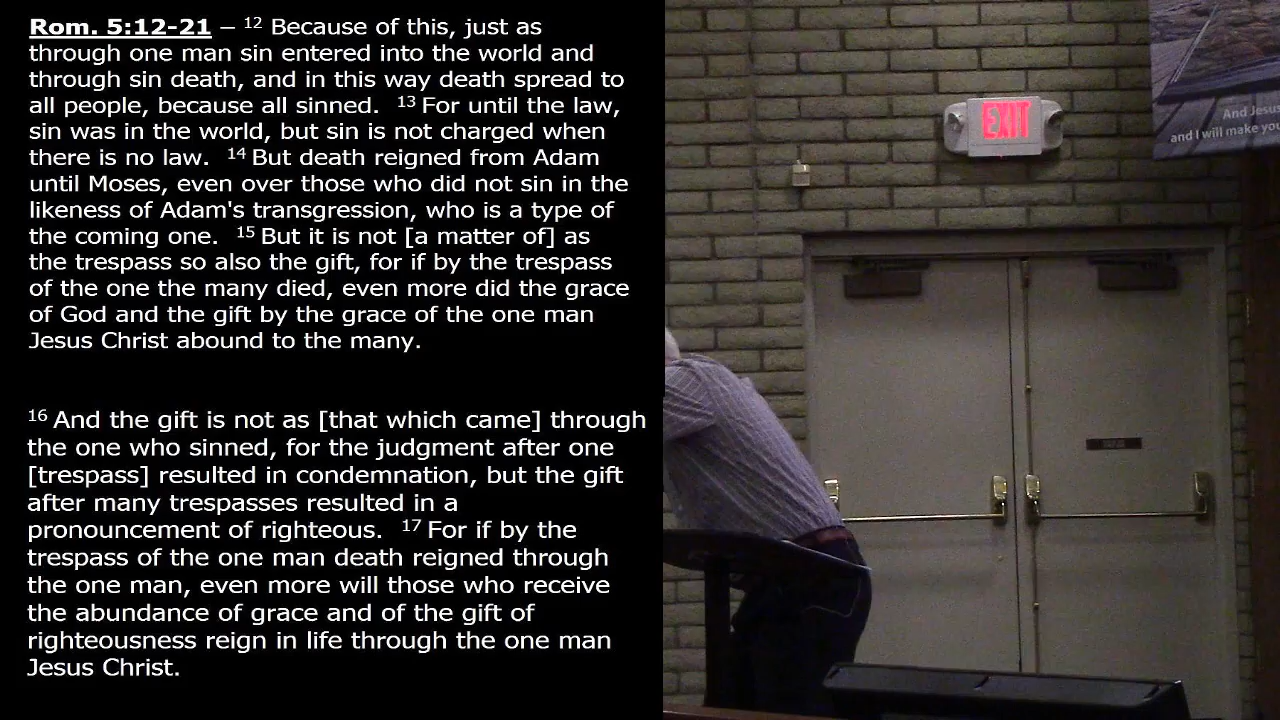 Rom. 5:12-21 – 12 Because of this, just as
through one man sin entered into the world and
through sin death, and in this way death spread to
all people, because all sinned. 13 For until the law,
sin was in the world, but sin is not charged when
there is no law. 14 But death reigned from Adam
until Moses, even over those who did not sin in the
likeness of Adam's transgression, who is a type of
the coming one. 15 But it is not [a matter of] as
the trespass so also the gift, for if by the trespass
of the one the many died, even more did the grace
of God and the gift by the grace of the one man
Jesus Christ abound to the many.
16 And the gift is not as [that which came] through
the one who sinned, for the judgment after one
[trespass] resulted in condemnation, but the gift
after many trespasses resulted in a
pronouncement of righteous. 17 For if by the
trespass of the one man death reigned through
the one man, even more will those who receive
the abundance of grace and of the gift of
righteousness reign in life through the one man
Jesus Christ.
EXIT
And Jesus
and I will make you